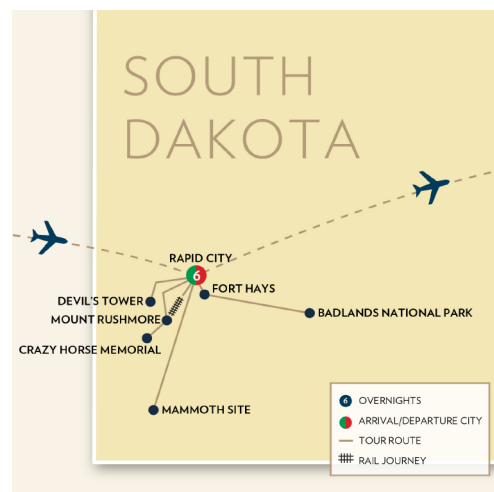 SOUTH
DAKOTA
RAPID CITY
6
FORT HAYS
DEVIL'S TOWER
BADLANDS NATIONAL PARK
MOUNT RUSHMORE
CRAZY HORSE MEMORIAL
MAMMOTH SITE
6 OVERNIGHTS
ARRIVAL/DEPARTURE CITY
TOUR ROUTE
RAIL JOURNEY